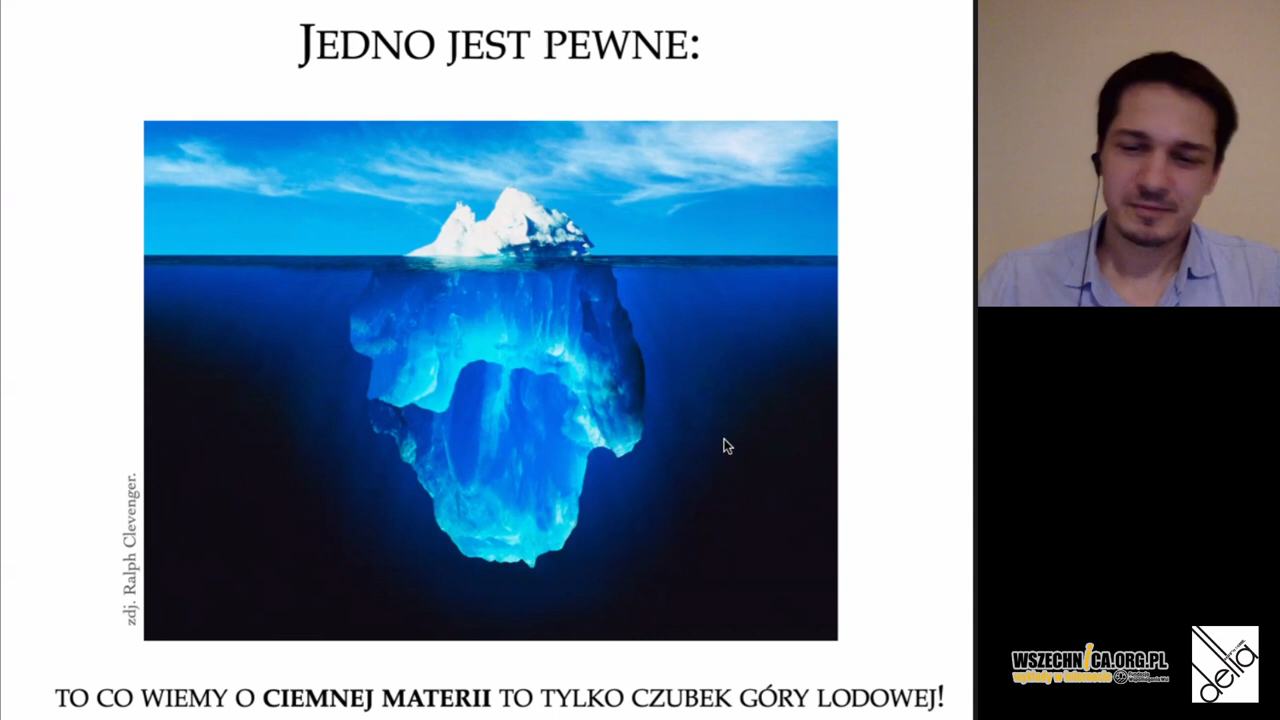 JEDNO JEST PEWNE:
zdj. Ralph Clevenger.
TO CO WIEMY O CIEMNEJ MATERII TO TYLKO CZUBEK GÓRY LODOWEJ!
WSZECHNICA.ORG.PL
wykłady w internecie
delta